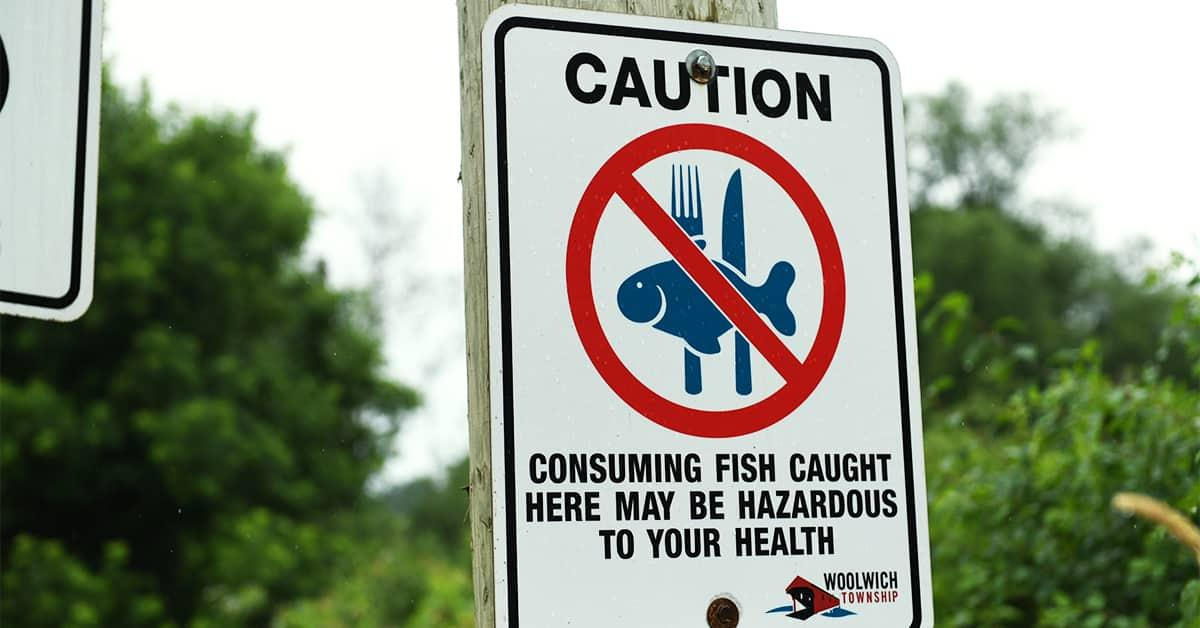 CAUTION
CONSUMING FISH CAUGHT
HERE MAY BE HAZARDOUS
TO YOUR HEALTH
WOOLWICH
TOWNSHIP